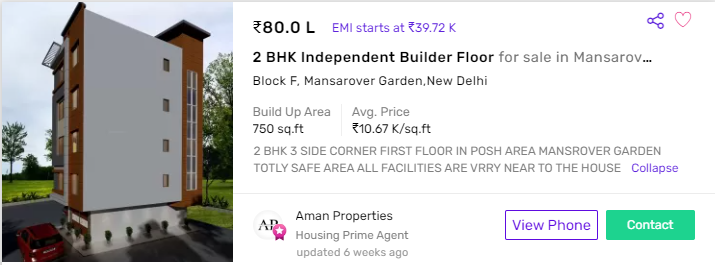 ₹80.0 L EMI starts at ₹39.72 K
2 BHK Independent Builder Floor for sale in Mansarov...
Block F, Mansarover Garden,New Delhi
Build Up Area Avg. Price
750 sq.ft ₹10.67 K/sq.ft
2 BHK 3 SIDE CORNER FIRST FLOOR IN POSH AREA MANSROVER GARDEN
TOTLY SAFE AREA ALL FACILITIES ARE VRRY NEAR TO THE HOUSE Collapse
AP
Aman Properties
Housing Prime Agent
updated 6 weeks ago
View Phone
Contact